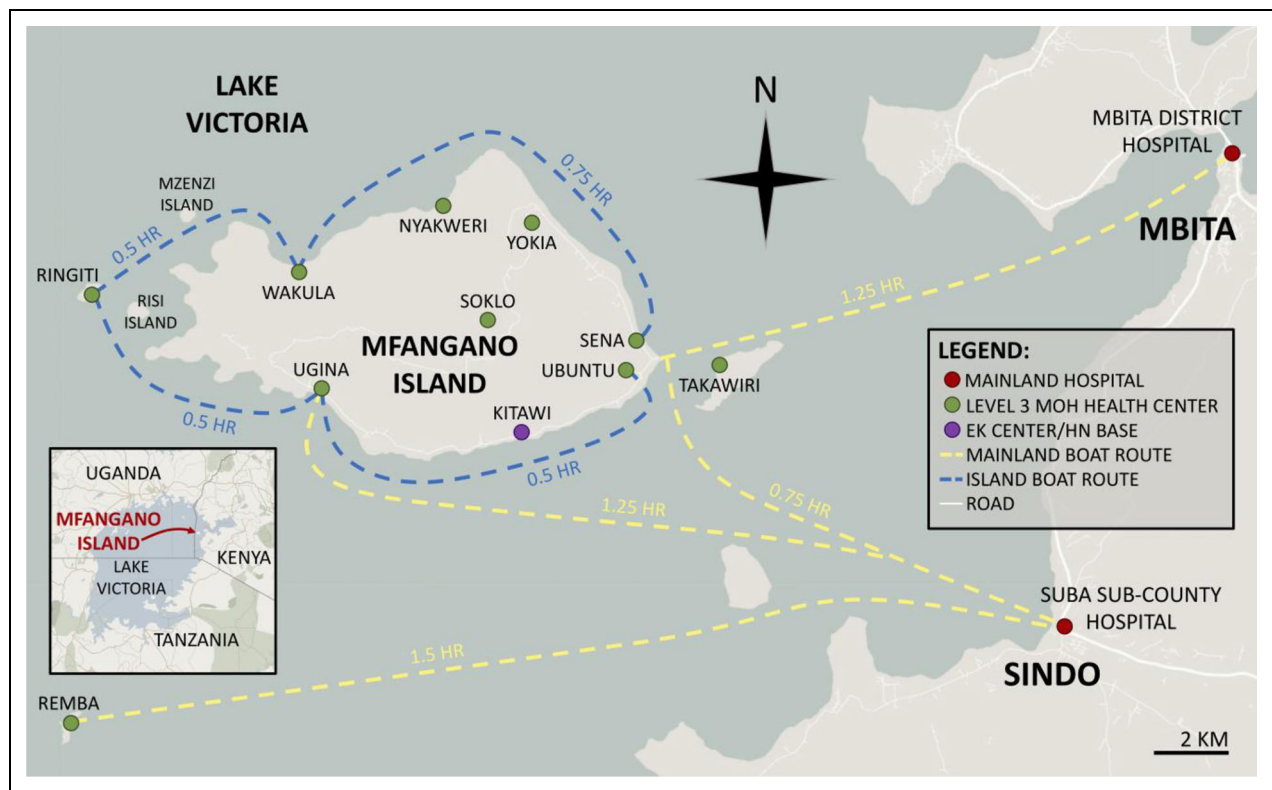 LAKE
VICTORIA
N
MBITA DISTRICT
HOSPITAL
MZENZI
ISLAND
0.5 HR
0.75 HR
NYAKWERI
YOKIA
MBITA
RINGITI
RISI
ISLAND
WAKULA
SOKLO
1.25 HR
MFANGANO
ISLAND
SENA
UBUNTU
TAKAWIRI
UGINA
KITAWI
0.5 HR
0.5 HR
1.25 HR
0.75 HR
LEGEND:
MAINLAND HOSPITAL
LEVEL 3 MOH HEALTH CENTER
EK CENTER/HN BASE
MAINLAND BOAT ROUTE
ISLAND BOAT ROUTE
ROAD
UGANDA
MFANGANO
ISLAND
KENYA
LAKE
VICTORIA
TANZANIA
SUBA SUB-COUNTY
HOSPITAL
SINDO
1.5 HR
REMBA
2 KM